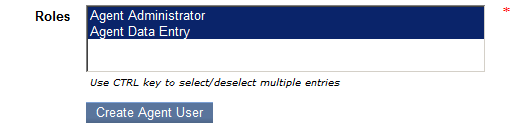 Roles
Agent Administrator
*
Agent Data Entry
Use CTRL key to select/deselect multiple entries
Create Agent User